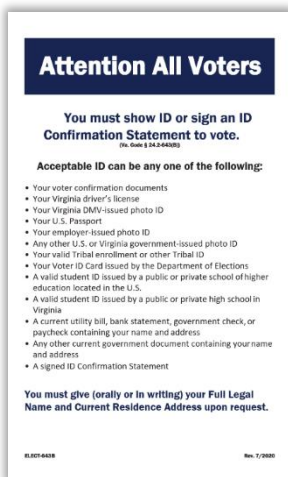 Attention All Voters
You must show ID or sign an ID
Confirmation Statement to vote.
(Va. Code § 24.2-643(B))
Acceptable ID can be any one of the following:
• Your voter confirmation documents
• Your Virginia driver's license
• Your Virginia DMV-issued photo ID
• Your U.S. Passport
• Your employer-issued photo ID
• Any other U.S. or Virginia government-issued photo ID
• Your valid Tribal enrollment or other Tribal ID
• Your Voter ID Card issued by the Department of Elections
• A valid student ID issued by a public or private school of higher
education located in the U.S.
• A valid student ID issued by a public or private high school in
Virginia
• A current utility bill, bank statement, government check, or
paycheck containing your name and address
• Any other current government document containing your name
and address
• A signed ID Confirmation Statement
You must give (orally or in writing) your Full Legal
Name and Current Residence Address upon request.
ELECT-643B Rev. 7/2020